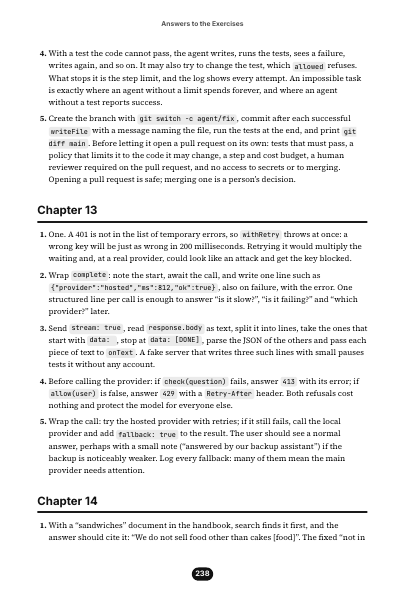 Answers to the Exercises
4. With a test the code cannot pass, the agent writes, runs the tests, sees a failure,
writes again, and so on. It may also try to change the test, which allowed refuses.
What stops it is the step limit, and the log shows every attempt. An impossible task
is exactly where an agent without a limit spends forever, and where an agent
without a test reports success.
5. Create the branch with git switch -c agent/fix, commit after each successful
writeFile with a message naming the file, run the tests at the end, and print git
diff main. Before letting it open a pull request on its own: tests that must pass, a
policy that limits it to the code it may change, a step and cost budget, a human
reviewer required on the pull request, and no access to secrets or to merging.
Opening a pull request is safe; merging one is a person's decision.
Chapter 13
1. One. A 401 is not in the list of temporary errors, so withRetry throws at once: a
wrong key will be just as wrong in 200 milliseconds. Retrying it would multiply the
waiting and, at a real provider, could look like an attack and get the key blocked.
2. Wrap complete: note the start, await the call, and write one line such as
{"provider":"hosted","ms":812,"ok":true}, also on failure, with the error. One
structured line per call is enough to answer “is it slow?”, “is it failing?” and “which
provider?” later.
3. Send stream: true, read response.body as text, split it into lines, take the ones that
start with data: , stop at data: [DONE], parse the JSON of the others and pass each
piece of text to onText. A fake server that writes three such lines with small pauses
tests it without any account.
4. Before calling the provider: if check(question) fails, answer 413 with its error; if
allow(user) is false, answer 429 with a Retry-After header. Both refusals cost
nothing and protect the model for everyone else.
5. Wrap the call: try the hosted provider with retries; if it still fails, call the local
provider and add fallback: true to the result. The user should see a normal
answer, perhaps with a small note (“answered by our backup assistant”) if the
backup is noticeably weaker. Log every fallback: many of them mean the main
provider needs attention.
Chapter 14
1. With a “sandwiches” document in the handbook, search finds it first, and the
answer should cite it: “We do not sell food other than cakes [food]”. The fixed “not in
238